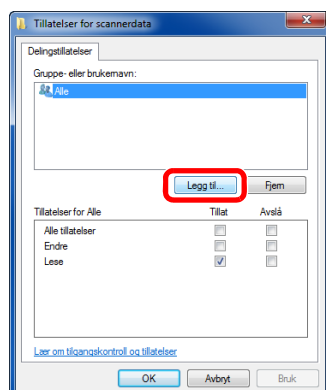 Tillatelser for scannerdata
Delingstillatelser
Gruppe- eller brukernavn:
Alle
Legg til...
Fjern
Tillatelser for Alle Tillat Avslå
Alle tillatelser
Endre
Lese
Lær om tilgangskontroll og tillatelser
OK Avbryt Bruk